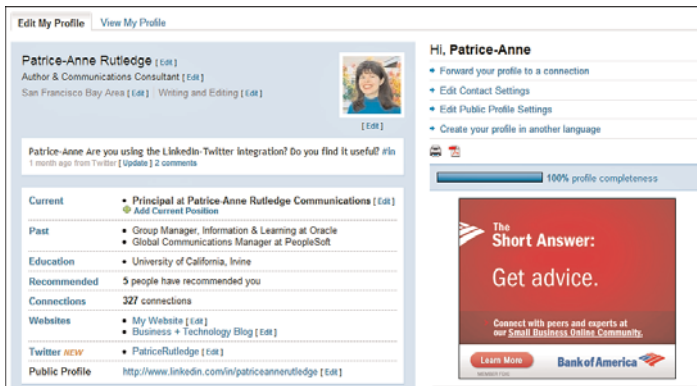 Edit My Profile
View My Profile
Patrice-Anne Rutledge [Edit]
Author & Communications Consultant [Edit]
San Francisco Bay Area [Edit] Writing and Editing [Edit]
[Edit]
Patrice-Anne Are you using the LinkedIn-Twitter integration? Do you find it useful? #in
1 month ago from Twitter [Update] 2 comments
Current
• Principal at Patrice-Anne Rutledge Communications [Edit]
Add Current Position
Past
• Group Manager, Information & Learning at Oracle
• Global Communications Manager at PeopleSoft
Education
• University of California, Irvine
Recommended
5 people have recommended you
Connections
327 connections
Websites
• My Website [Edit]
• Business + Technology Blog [Edit]
Twitter NEW
• PatriceRutledge [Edit]
Public Profile
http://www.linkedin.com/in/patriceannerutledge [Edit]
Hi, Patrice-Anne
Forward your profile to a connection
Edit Contact Settings
Edit Public Profile Settings
Create your profile in another language
100% profile completeness
The
Short Answer:
Get advice.
Connect with peers and experts at
our Small Business Online Community.
Learn More
Bank of America
MEMBER FDIC